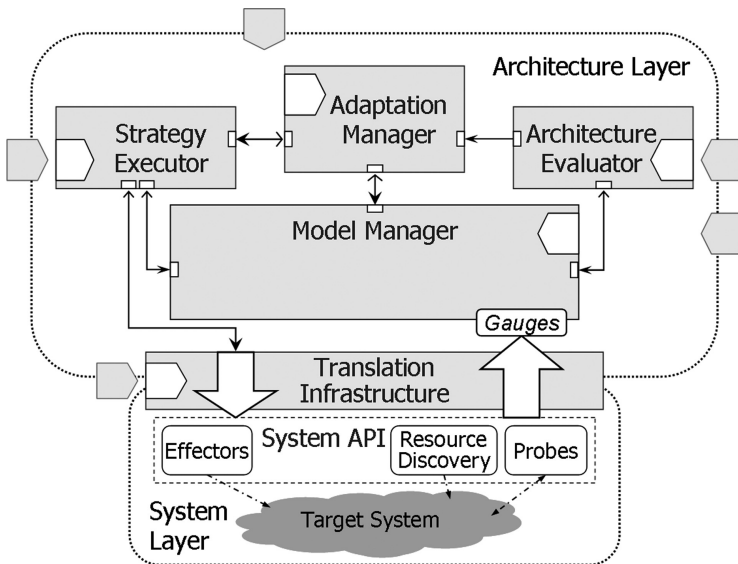 Architecture Layer
Adaptation
Manager
Strategy
Executor
Architecture
Evaluator
Model Manager
Gauges
Translation
Infrastructure
System API
Effectors
Resource
Discovery
Probes
System
Layer
Target System